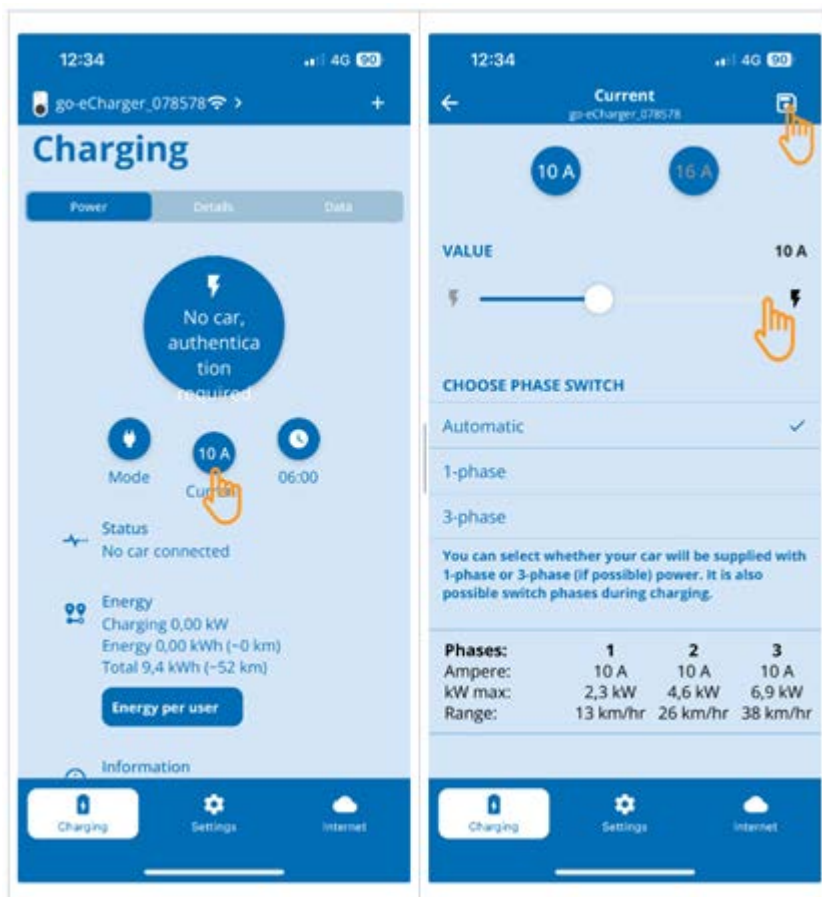 12:34
4G 90
go-eCharger_078578 >
+
Charging
Power Details Data
No car,
authentica
tion
required
Mode
10 A
Current
06:00
Status
No car connected
Energy
Charging 0,00 kW
Energy 0,00 kWh (~0 km)
Total 9,4 kWh (~52 km)
Energy per user
Information
Charging Settings Internet
12:34
4G 90
Current
go-eCharger_078578
10 A 16 A
VALUE 10 A
CHOOSE PHASE SWITCH
Automatic
1-phase
3-phase
You can select whether your car will be supplied with
1-phase or 3-phase (if possible) power. It is also
possible switch phases during charging.
Phases: 1 2 3
Ampere: 10 A 10 A 10 A
kW max: 2,3 kW 4,6 kW 6,9 kW
Range: 13 km/hr 26 km/hr 38 km/hr
Charging Settings Internet